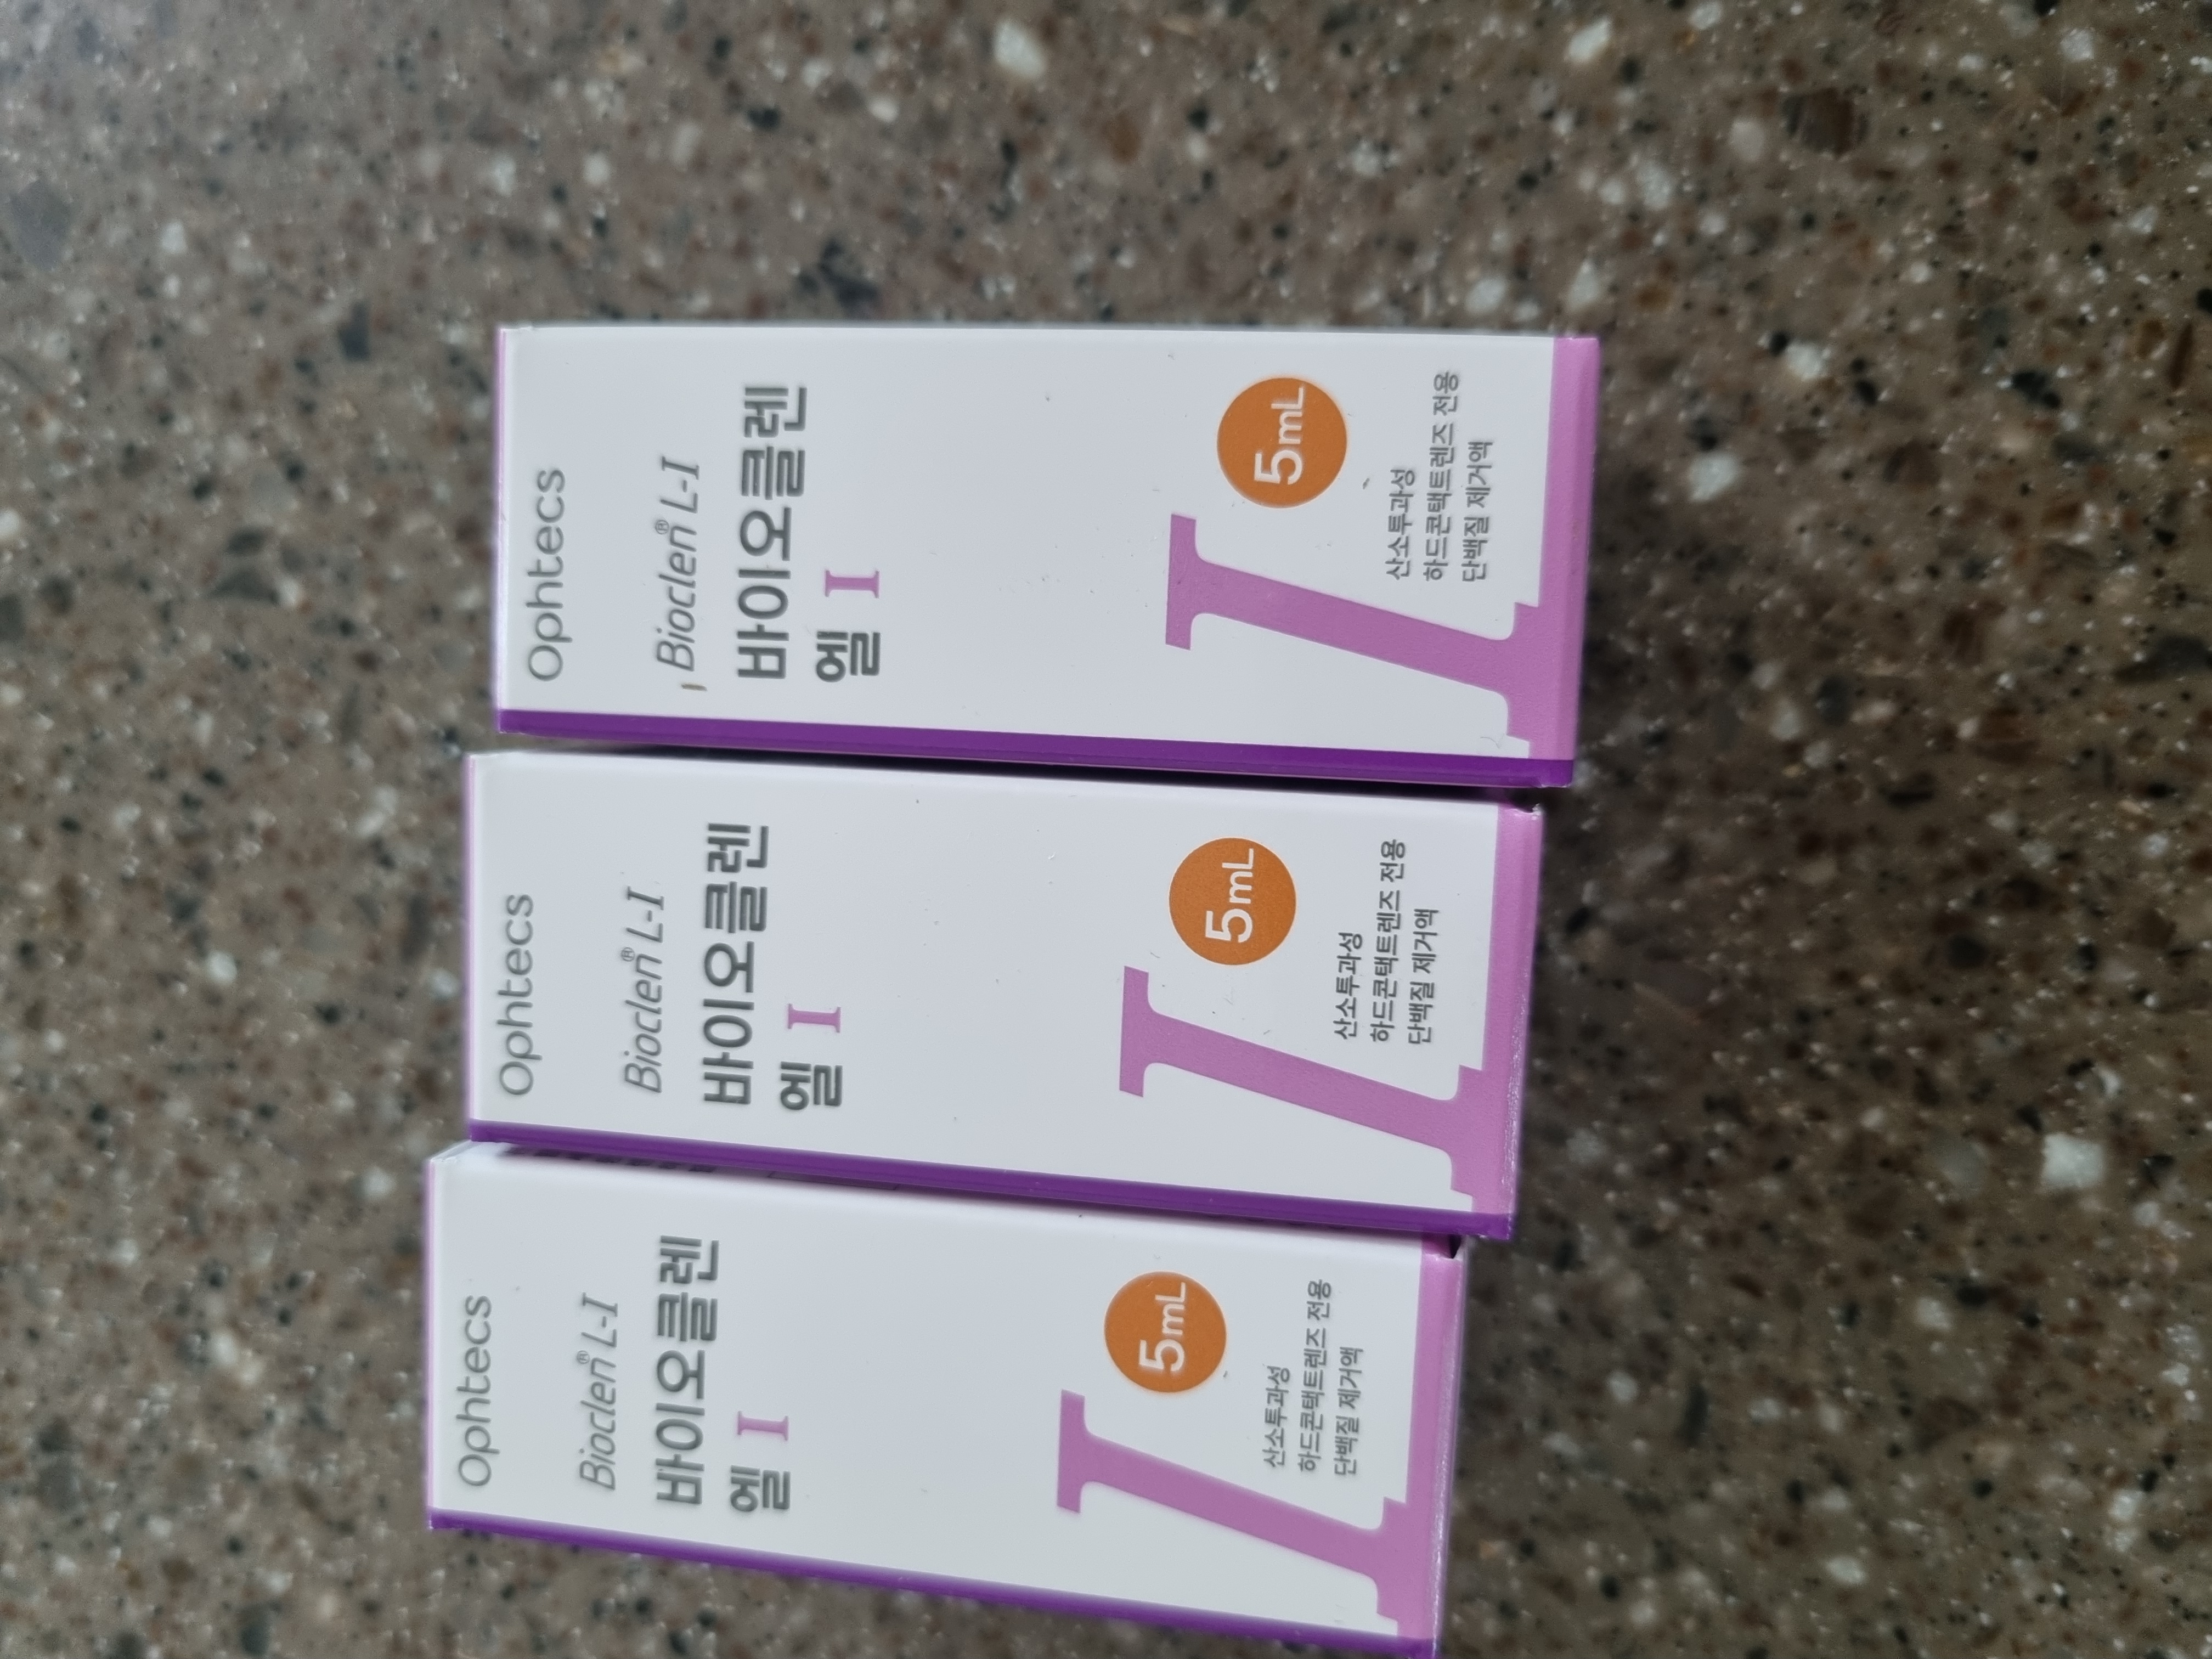 Ophtecs
Bioclen® L-I
바이오클렌
엘 I
5mL
I
산소투과성
하드콘택트렌즈 전용
단백질 제거액
Ophtecs
Bioclen® L-I
바이오클렌
엘 I
5mL
I
산소투과성
하드콘택트렌즈 전용
단백질 제거액
Ophtecs
Bioclen® L-I
바이오클렌
엘 I
5mL
I
산소투과성
하드콘택트렌즈 전용
단백질 제거액